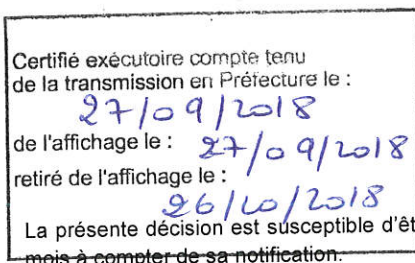 Certifié exécutoire compte tenu
de la transmission en Préfecture le :
27/09/2018
de l'affichage le : 27/09/2018
retiré de l'affichage le :
26/10/2018
La présente décision est susceptible d'êt
mois à compter de sa notification.